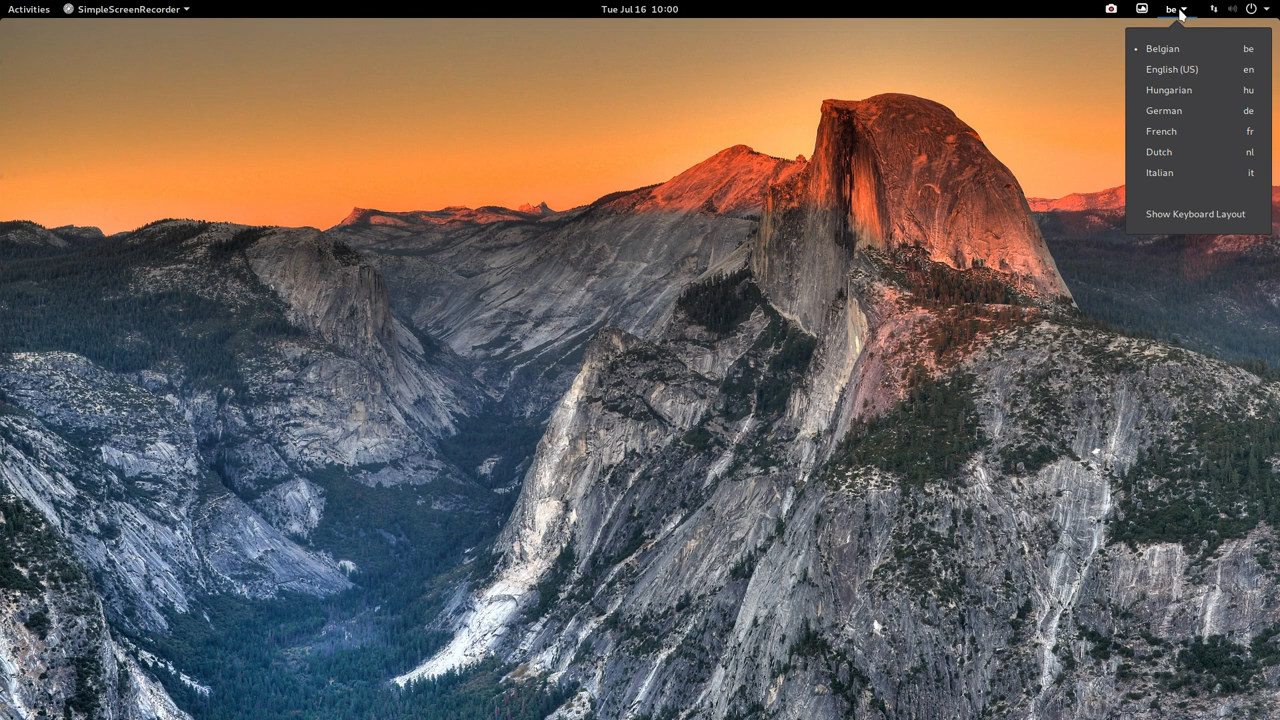 Activities SimpleScreenRecorder Tue Jul 16 10:00 be
Belgian be
English (US) en
Hungarian hu
German de
French fr
Dutch nl
Italian it
Show Keyboard Layout